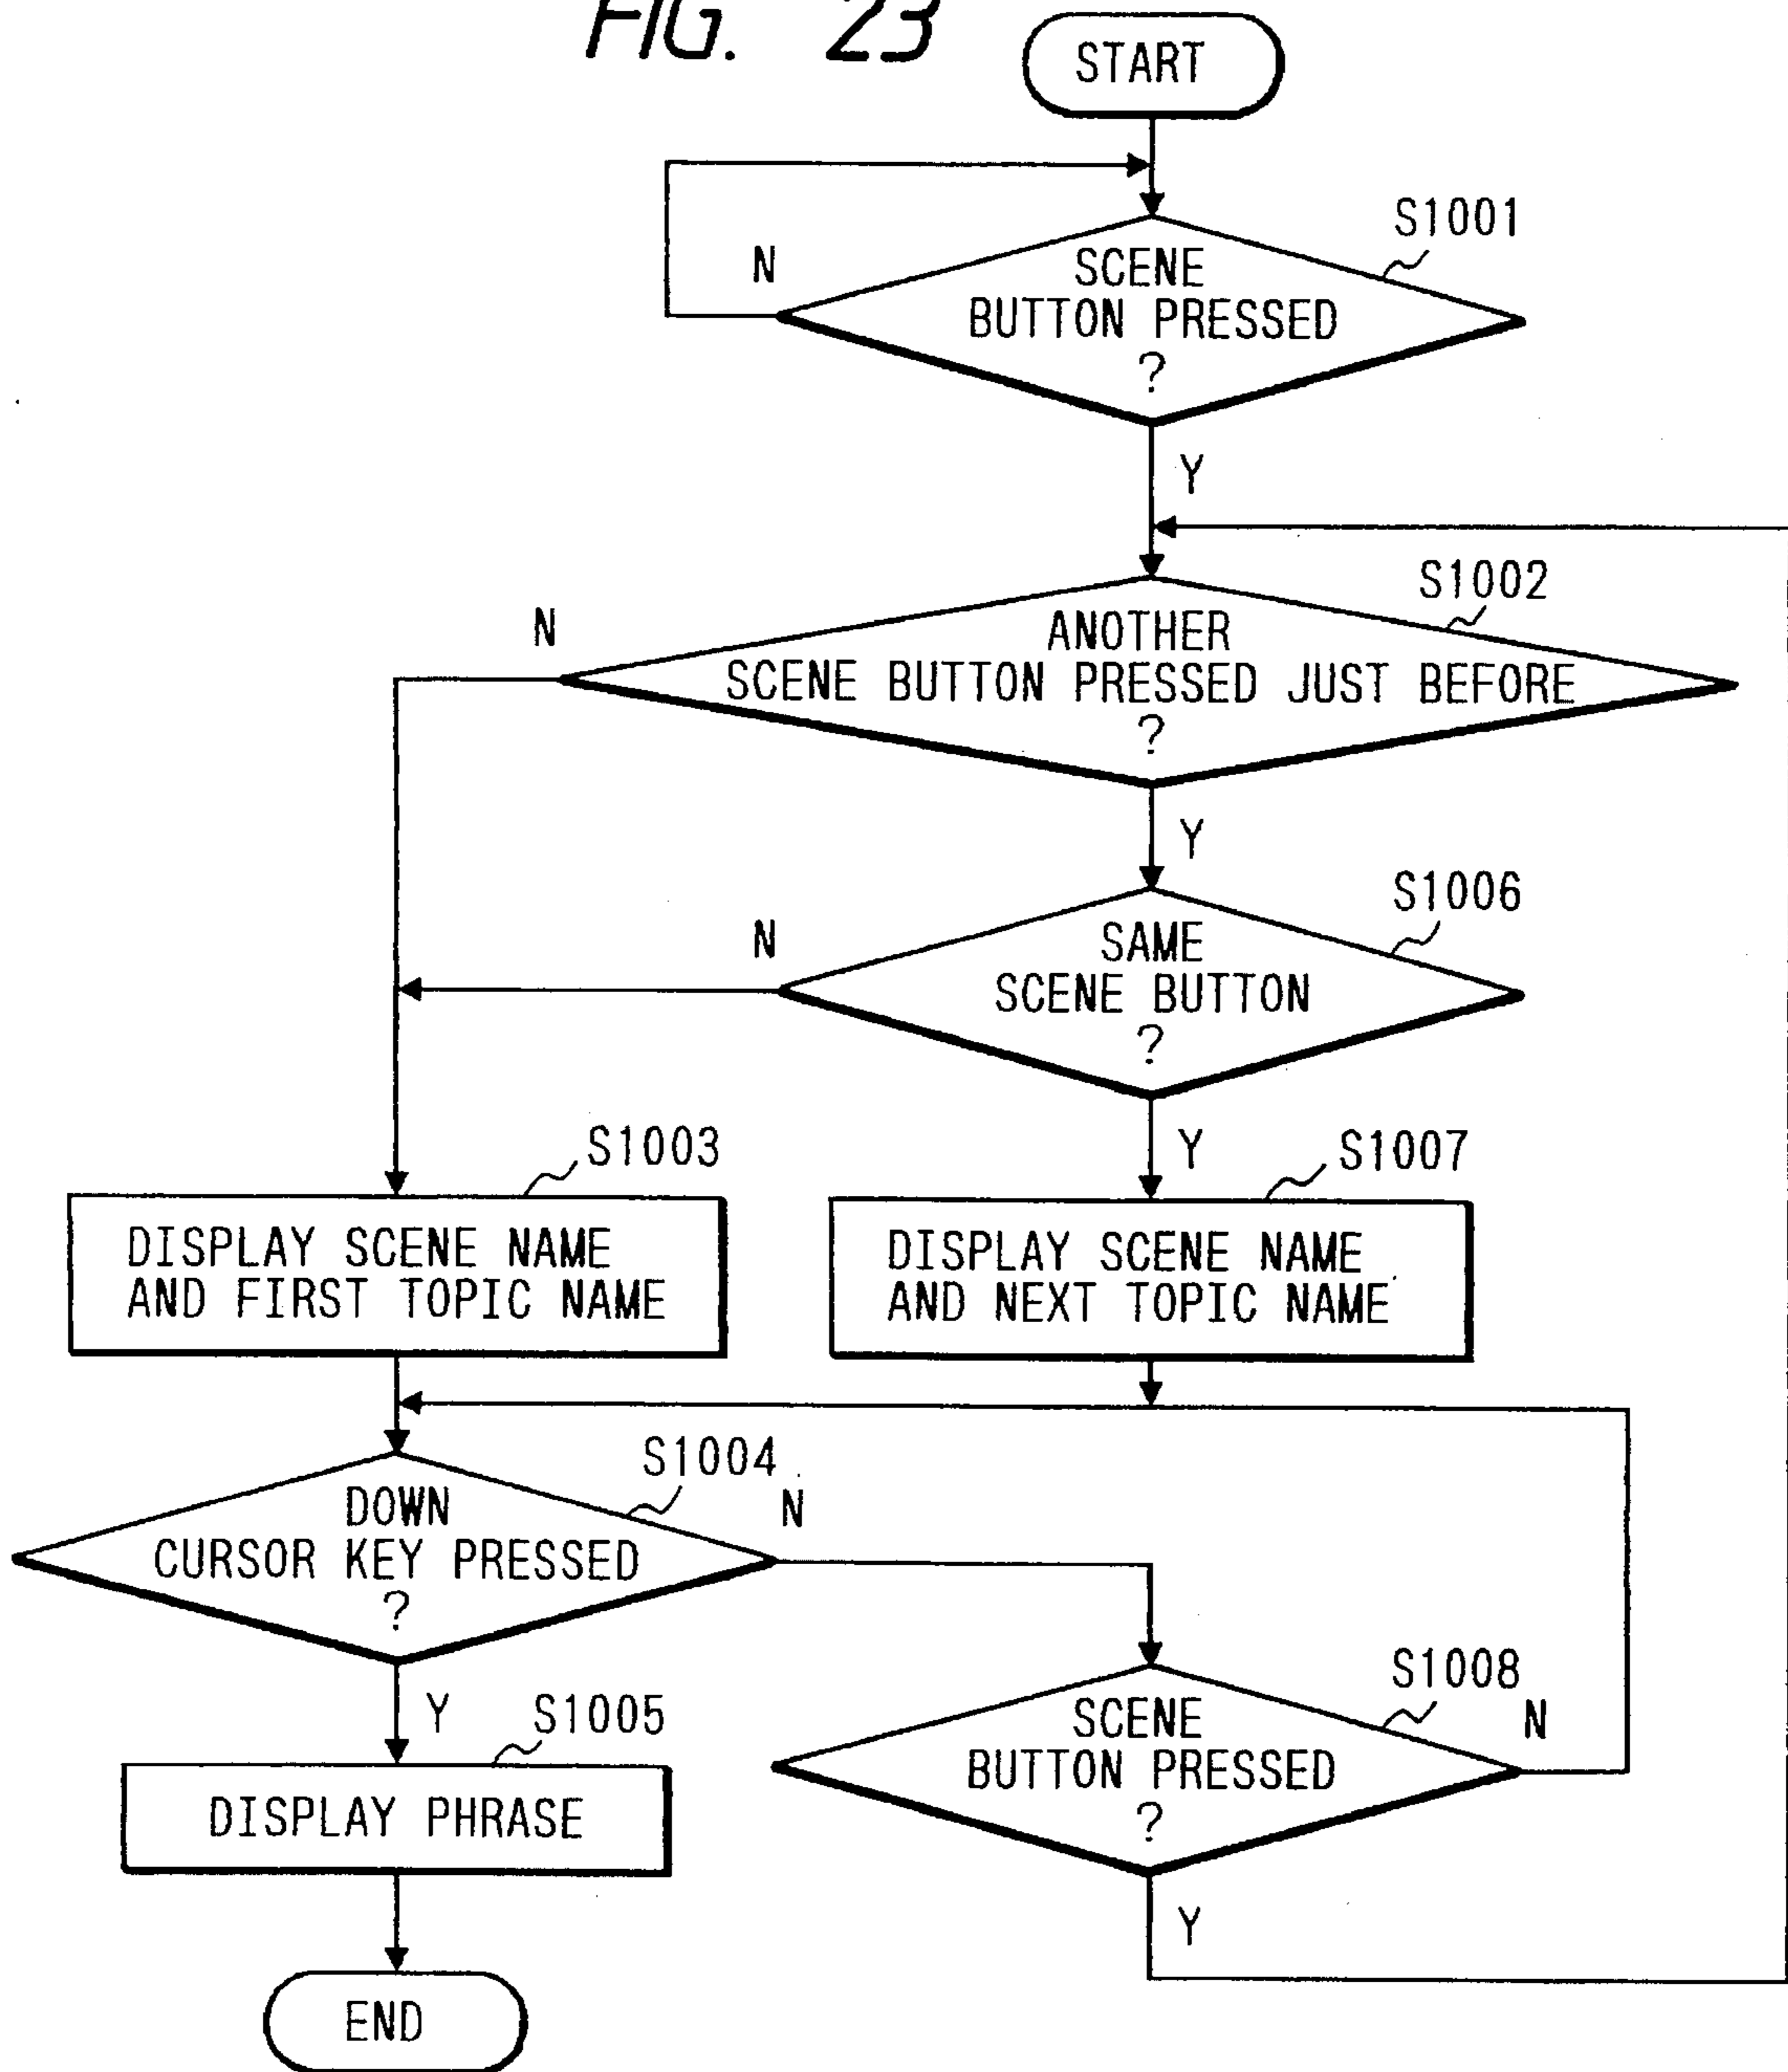 FIG. 23
START
S1001
N
SCENE
BUTTON PRESSED
?
Y
S1002
N
ANOTHER
SCENE BUTTON PRESSED JUST BEFORE
?
Y
S1006
N
SAME
SCENE BUTTON
?
Y
S1003
S1007
DISPLAY SCENE NAME
AND FIRST TOPIC NAME
DISPLAY SCENE NAME
AND NEXT TOPIC NAME
S1004
N
DOWN
CURSOR KEY PRESSED
?
Y
S1005
DISPLAY PHRASE
S1008
N
SCENE
BUTTON PRESSED
?
Y
END